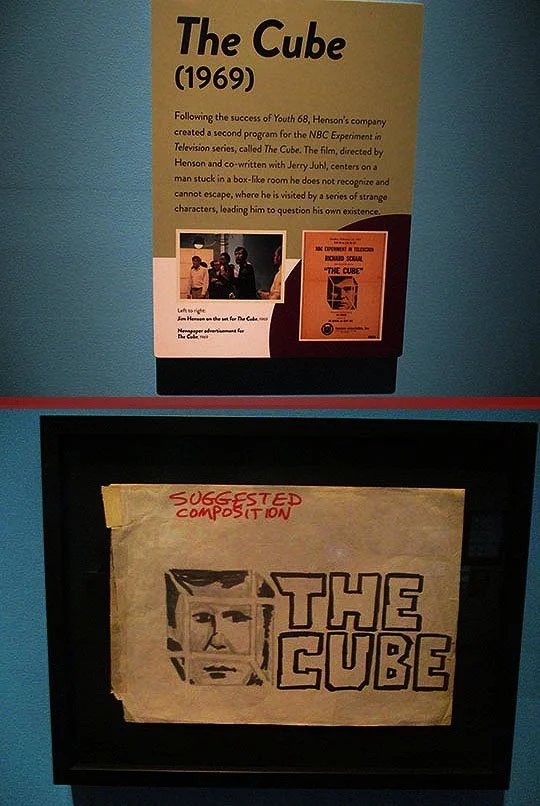 The Cube
(1969)
Following the success of Youth 68, Henson's company
created a second program for the NBC Experiment in
Television series, called The Cube. The film, directed by
Henson and co-written with Jerry Juhl, centers on a
man stuck in a box-like room he does not recognize and
cannot escape, where he is visited by a series of strange
characters, leading him to question his own existence.
Left to right:
Jim Henson on the set for The Cube, 1969
Newspaper advertisement for
The Cube, 1969
NBC EXPERIMENT IN TELEVISION
RICHARD SCHAAL
"THE CUBE"
SUGGESTED
COMPOSITION
THE
CUBE